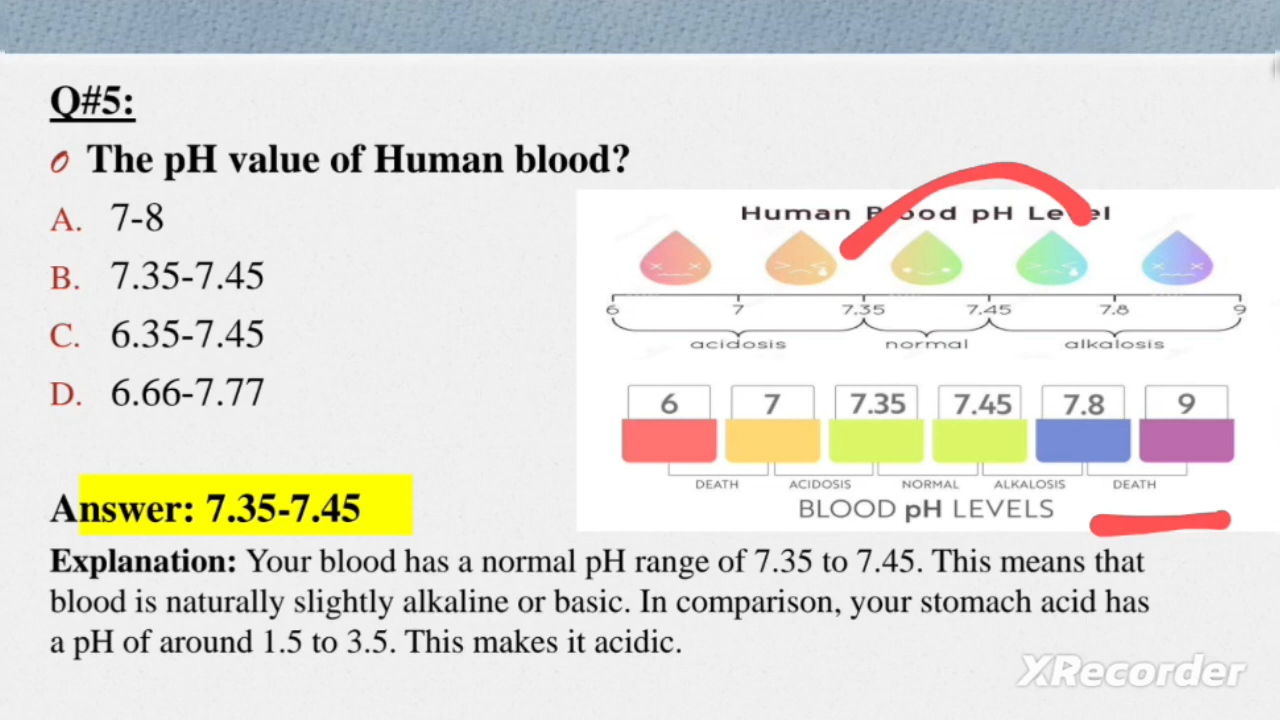 Q#5:
The pH value of Human blood?
A. 7-8
B. 7.35-7.45
C. 6.35-7.45
D. 6.66-7.77
Human Blood pH Level
6 7 7.35 7.45 7.8 9
acidosis normal alkalosis
6 7 7.35 7.45 7.8 9
DEATH ACIDOSIS NORMAL ALKALOSIS DEATH
BLOOD pH LEVELS
Answer: 7.35-7.45
Explanation: Your blood has a normal pH range of 7.35 to 7.45. This means that
blood is naturally slightly alkaline or basic. In comparison, your stomach acid has
a pH of around 1.5 to 3.5. This makes it acidic.
XRecorder